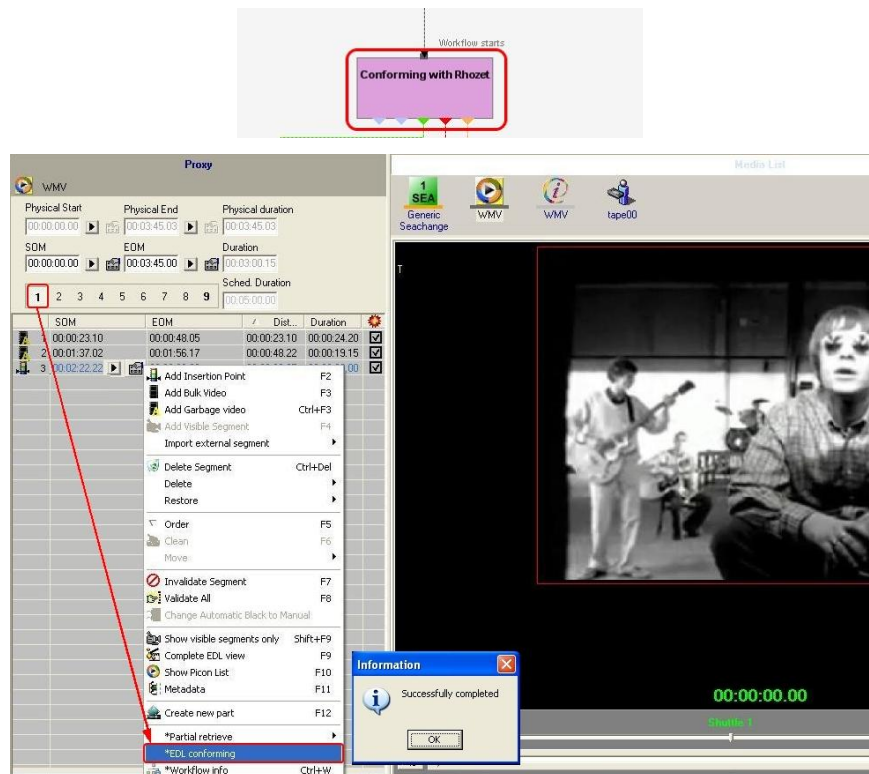 Workflow starts
Conforming with Rhozet
Proxy
WMV
Physical Start Physical End Physical duration
00:00:00.00 00:03:45.03 00:03:45.03
SOM EOM Duration
00:00:00.00 00:03:45.00 00:03:00.15
Sched. Duration
1 2 3 4 5 6 7 8 9 00:05:00.00
SOM EOM / Dist... Duration
1 00:00:23.10 00:00:48.05 00:00:23.10 00:00:24.20
2 00:01:37.02 00:01:56.17 00:00:48.22 00:00:19.15
3 00:02:22.22
Add Insertion Point F2
Add Bulk Video F3
Add Garbage video Ctrl+F3
Add Visible Segment F4
Import external segment
Delete Segment Ctrl+Del
Delete
Restore
Order F5
Clean F6
Move
Invalidate Segment F7
Validate All F8
Change Automatic Black to Manual
Show visible segments only Shift+F9
Complete EDL view F9
Show Picon List F10
Metadata F11
Create new part F12
*Partial retrieve
*EDL conforming
*Workflow info Ctrl+W
Media List
1
SEA
Generic
Seachange
WMV
WMV
tape00
T
Information
Successfully completed
OK
00:00:00.00
Shuttle 1